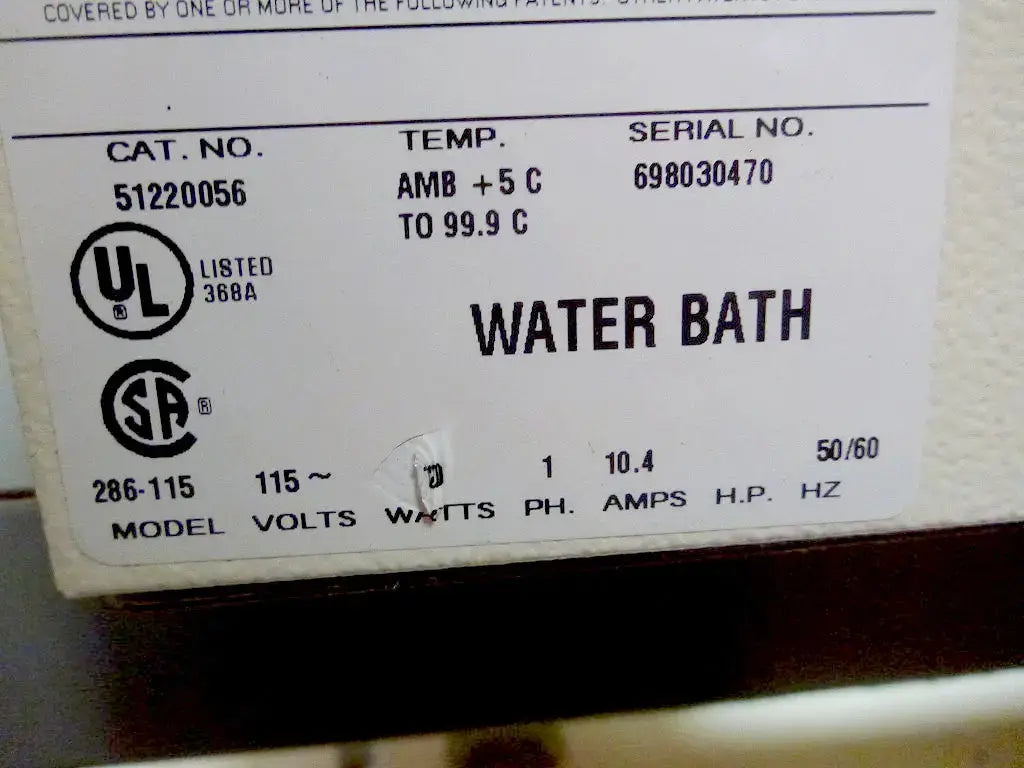 COVERED BY ONE OR MORE OF THE FOLLOWING PATENTS. OTHER
CAT. NO. TEMP. SERIAL NO.
51220056 AMB +5 C 698030470
TO 99.9 C
UL® LISTED
368A
WATER BATH
CSA ®
286-115 115~ 1 10.4 50/60
MODEL VOLTS WATTS PH. AMPS H.P. HZ